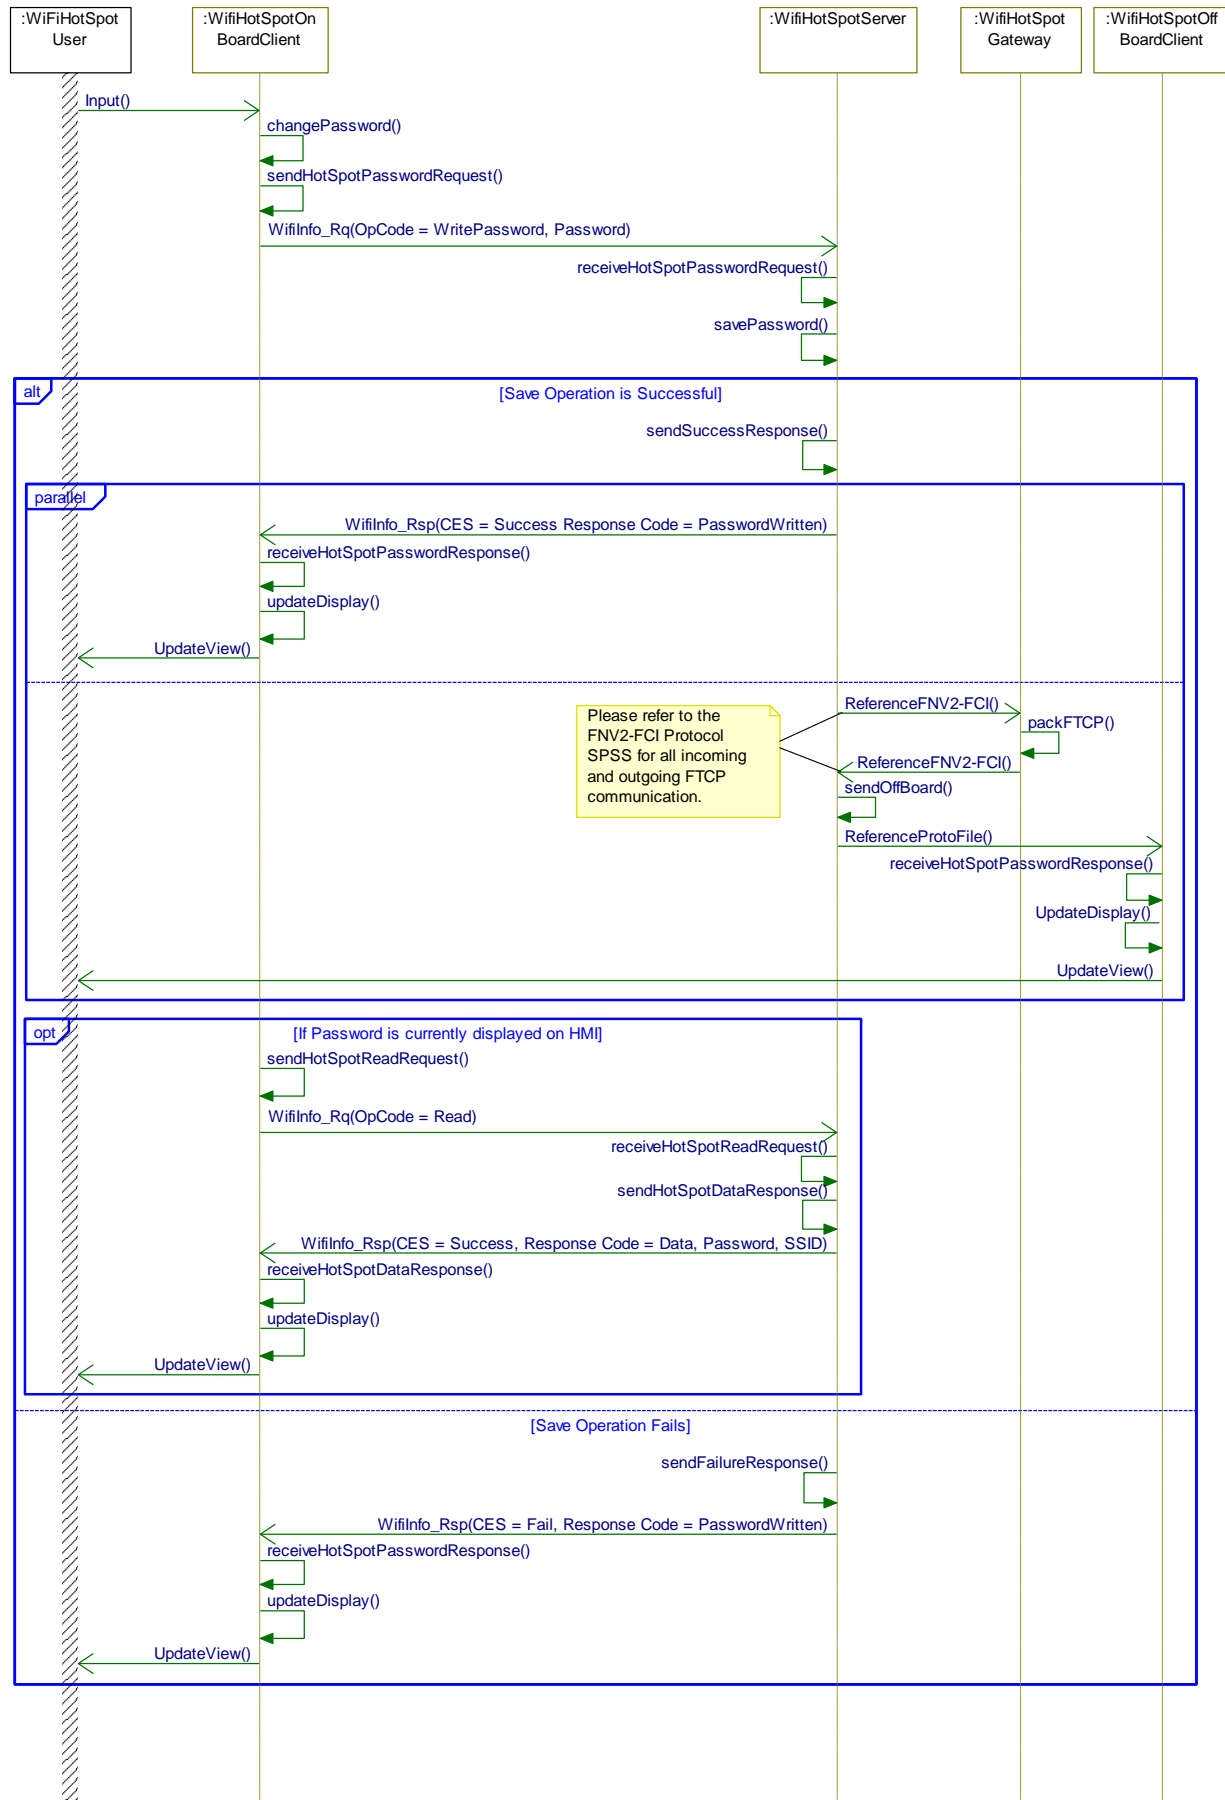 :WiFiHotSpot
User
:WifiHotSpotOn
BoardClient
:WifiHotSpotServer
:WifiHotSpot
Gateway
:WifiHotSpotOff
BoardClient
Input()
changePassword()
sendHotSpotPasswordRequest()
WifiInfo_Rq(OpCode = WritePassword, Password)
receiveHotSpotPasswordRequest()
savePassword()
alt
[Save Operation is Successful]
sendSuccessResponse()
parallel
WifiInfo_Rsp(CES = Success Response Code = PasswordWritten)
receiveHotSpotPasswordResponse()
updateDisplay()
UpdateView()
Please refer to the
FNV2-FCI Protocol
SPSS for all incoming
and outgoing FTCP
communication.
ReferenceFNV2-FCI()
packFTCP()
ReferenceFNV2-FCI()
sendOffBoard()
ReferenceProtoFile()
receiveHotSpotPasswordResponse()
UpdateDisplay()
UpdateView()
opt
[If Password is currently displayed on HMI]
sendHotSpotReadRequest()
WifiInfo_Rq(OpCode = Read)
receiveHotSpotReadRequest()
sendHotSpotDataResponse()
WifiInfo_Rsp(CES = Success, Response Code = Data, Password, SSID)
receiveHotSpotDataResponse()
updateDisplay()
UpdateView()
[Save Operation Fails]
sendFailureResponse()
WifiInfo_Rsp(CES = Fail, Response Code = PasswordWritten)
receiveHotSpotPasswordResponse()
updateDisplay()
UpdateView()